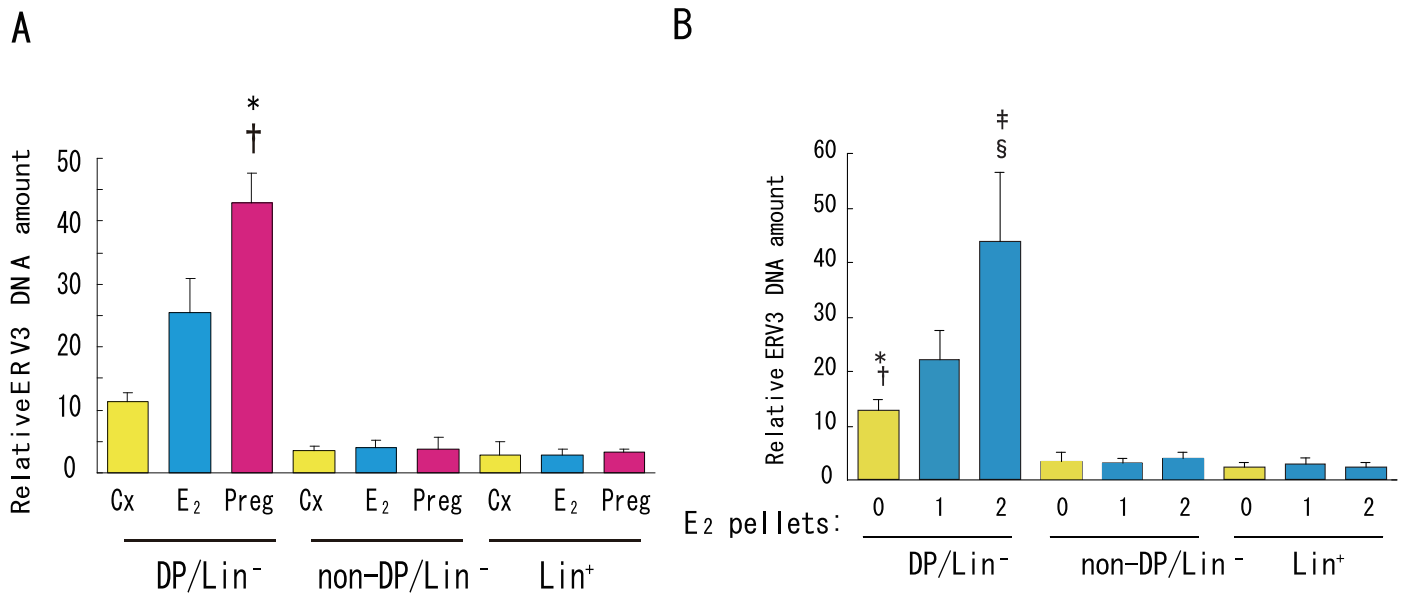 A
*
†
Relative ERV3 DNA amount
50
40
30
20
10
0
Cx E₂ Preg Cx E₂ Preg Cx E₂ Preg
DP/Lin⁻ non-DP/Lin⁻ Lin⁺
B
‡
§
*
†
Relative ERV3 DNA amount
60
50
40
30
20
10
0
E₂ pellets: 0 1 2 0 1 2 0 1 2
DP/Lin⁻ non-DP/Lin⁻ Lin⁺